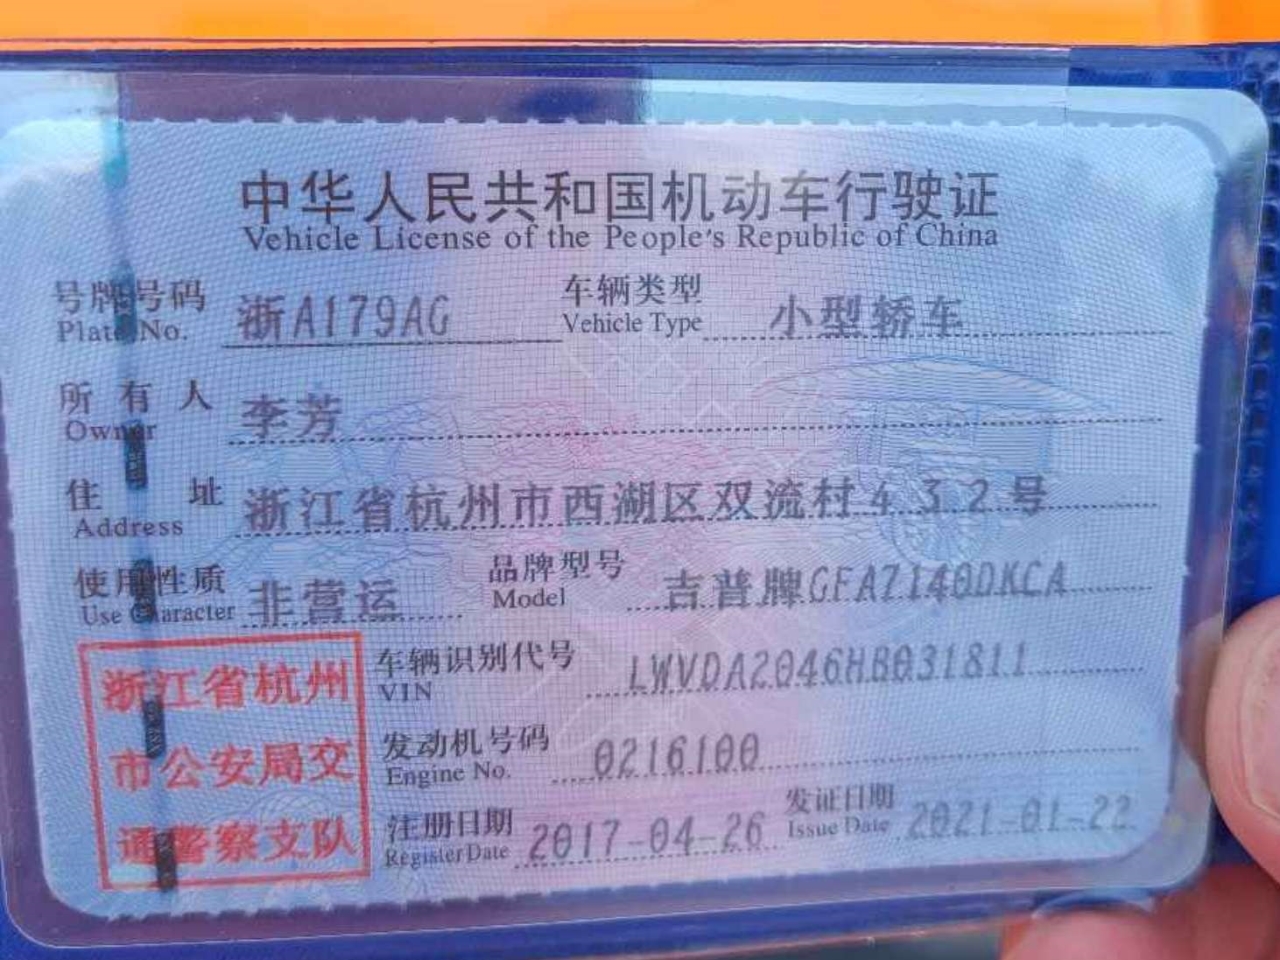 中华人民共和国机动车行驶证
Vehicle License of the People's Republic of China
号牌号码 浙A179AG 车辆类型 小型轿车
Plate No. Vehicle Type
所有人 李芳
Owner
住址 浙江省杭州市西湖区双流村432号
Address
使用性质 非营运 品牌型号 吉普牌GFA7140DKCA
Use Character Model
浙江省杭州
市公安局交
通警察支队
车辆识别代号 LWVDA2046HB031811
VIN
发动机号码 0216100
Engine No.
注册日期 2017-04-26 发证日期 2021-01-22
Register Date Issue Date